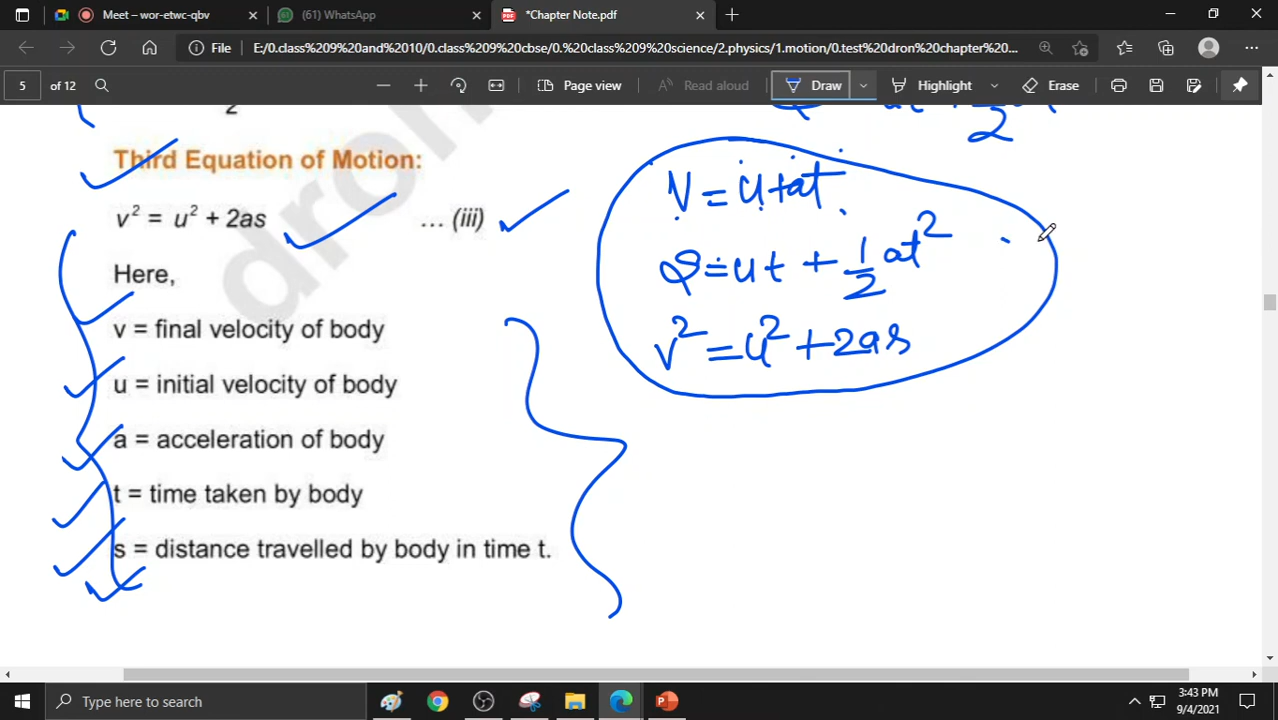 Meet – wor-etwc-qbv
(61) WhatsApp
*Chapter Note.pdf
File
E:/0.class%209%20and%2010/0.class%209%20cbse/0.%20class%209%20science/2.physics/1.motion/0.test%20dron%20chapter%20...
5 of 12
Page view
Read aloud
Draw
Highlight
Erase
2
2
Third Equation of Motion:
v² = u² + 2as … (iii)
Here,
v = final velocity of body
u = initial velocity of body
a = acceleration of body
t = time taken by body
s = distance travelled by body in time t.
dron
V = u + at
S = ut + 1/2 at²
v² = u² + 2as
Type here to search
3:43 PM
9/4/2021